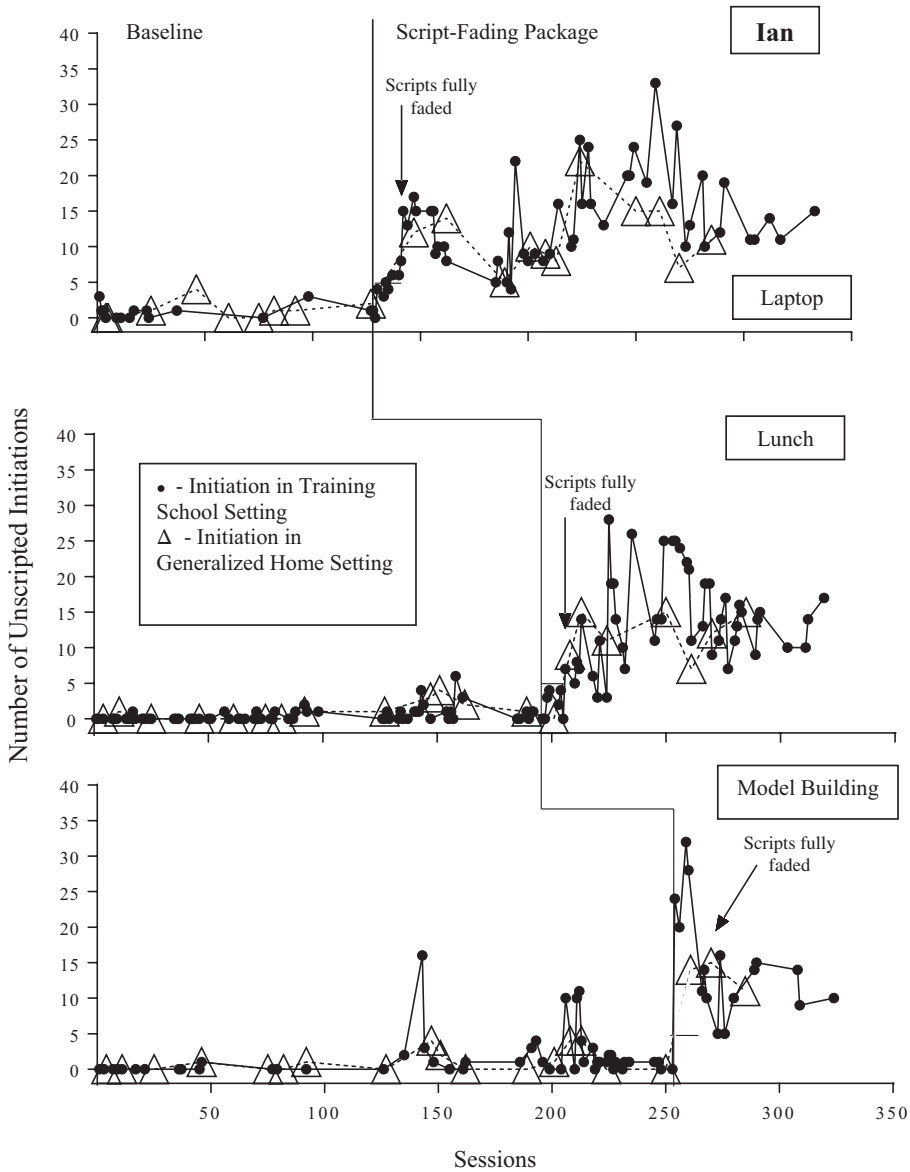 Baseline
Script-Fading Package
Ian
40
35
30
25
20
15
10
5
0
Scripts fully
faded
Laptop
Number of Unscripted Initiations
40
35
30
25
20
15
10
5
0
Lunch
● - Initiation in Training
School Setting
Δ - Initiation in
Generalized Home Setting
Scripts fully
faded
40
35
30
25
20
15
10
5
0
Model Building
Scripts fully
faded
50 100 150 200 250 300 350
Sessions